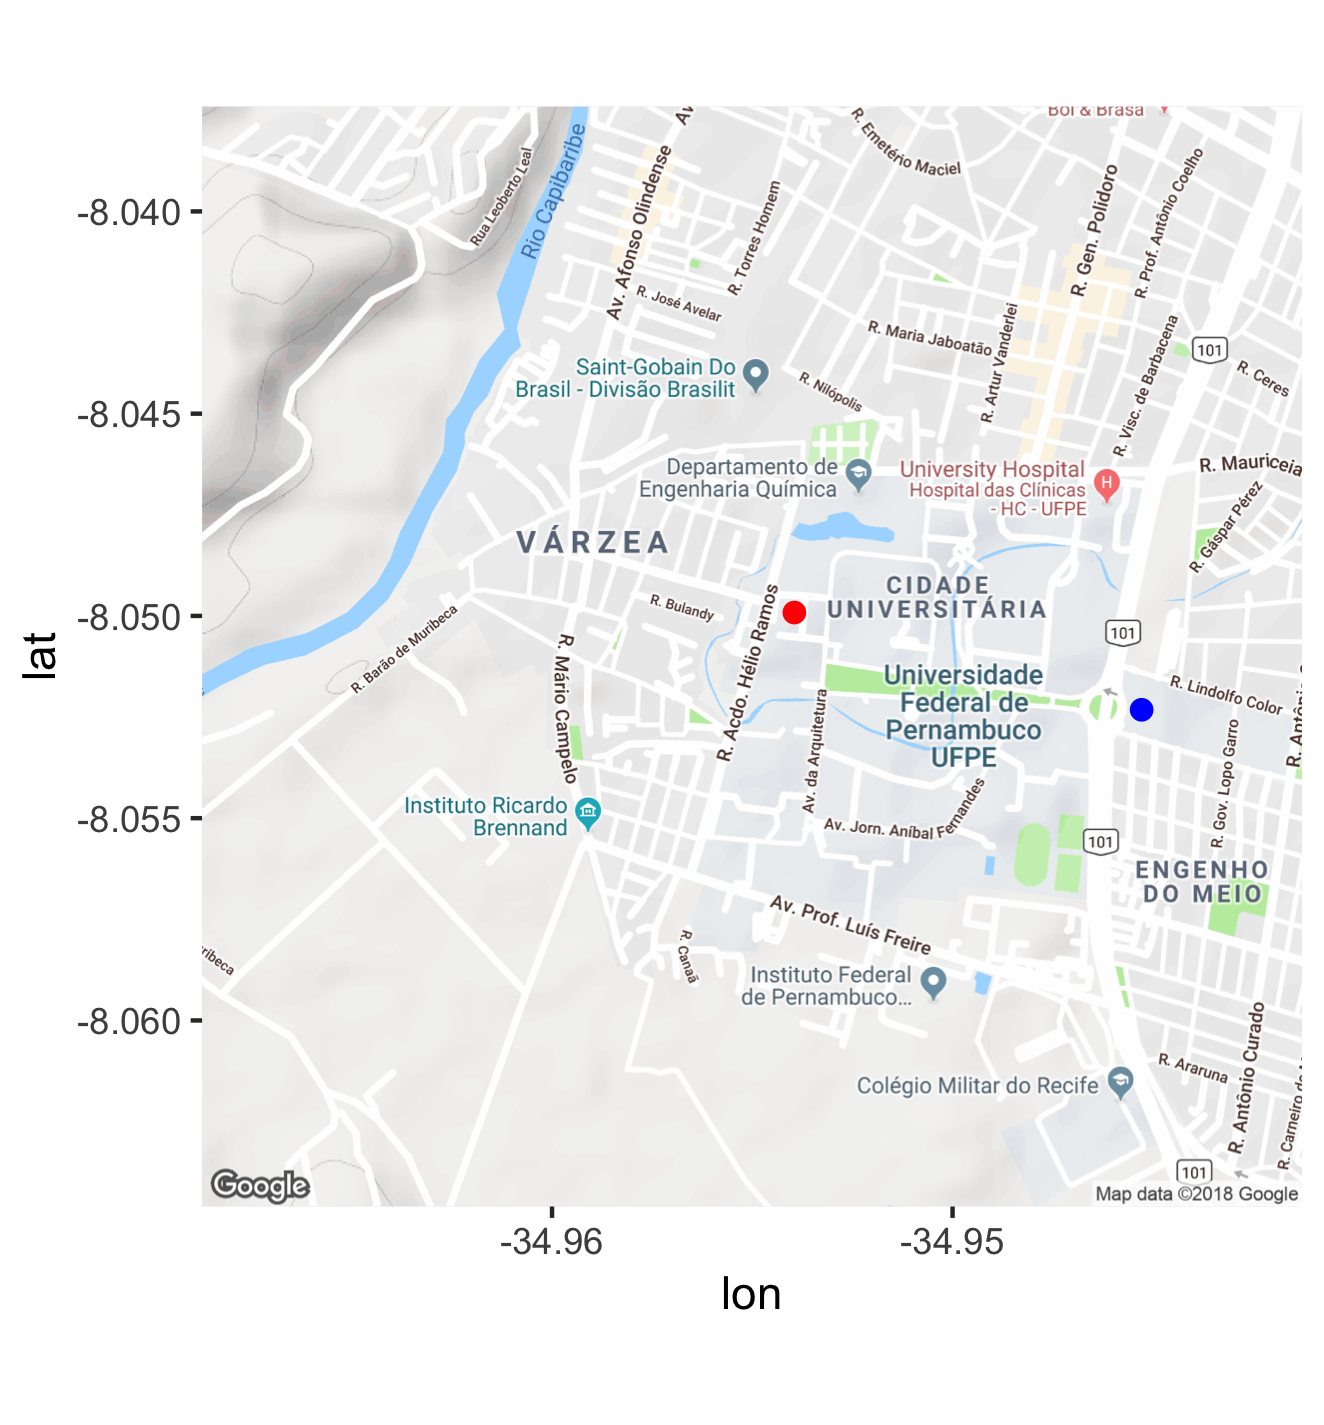 Bol & Brasa
R. Emetério Maciel
Av
Rua Leoberto Leal
Rio Capibaribe
Av. Afonso Olindense
R. Torres Homem
R. Gen. Polidoro
R. Prof. Antônio Coelho
-8.040
R. José Avelar
R. Maria Jaboatão
R. Artur Vanderlei
R. Visc. de Barbacena
101
R. Ceres
Saint-Gobain Do
Brasil - Divisão Brasilit
R. Nilópolis
-8.045
Departamento de
Engenharia Química
University Hospital
Hospital das Clínicas
- HC - UFPE
H
R. Mauriceia
R. Gáspar Pérez
VÁRZEA
CIDADE
UNIVERSITÁRIA
-8.050
lat
R. Bulandy
R. Barão de Muribeca
R. Mário Campelo
R. Acdo. Hélio Ramos
101
Universidade
Federal de
Pernambuco
UFPE
R. Lindolfo Color
R. Antônio C
Av. da Arquitetura
R. Gov. Lopo Garro
Instituto Ricardo
Brennand
-8.055
Av. Jorn. Aníbal Fernandes
101
ENGENHO
DO MEIO
Av. Prof. Luís Freire
R. Canaã
uribeca
Instituto Federal
de Pernambuco...
-8.060
Colégio Militar do Recife
R. Araruna
R. Antônio Curado
R. Carneiro de
101
Google
Map data ©2018 Google
-34.96
-34.95
lon